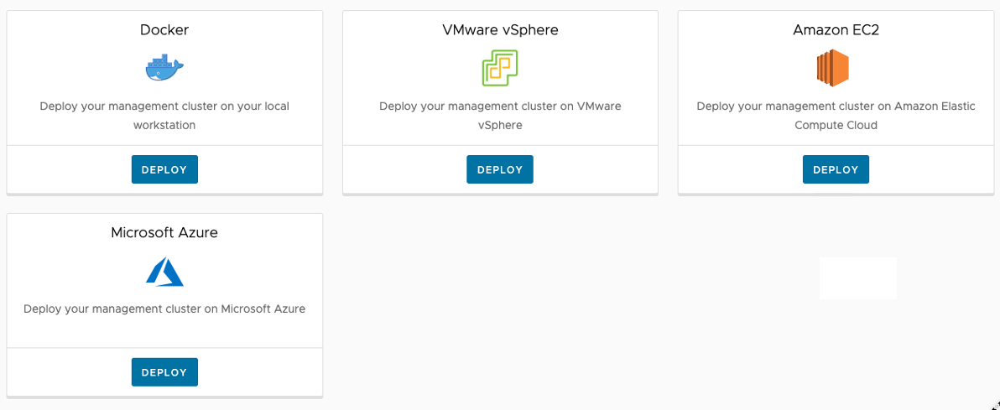 Docker
Deploy your management cluster on your local
workstation
DEPLOY
VMware vSphere
Deploy your management cluster on VMware
vSphere
DEPLOY
Amazon EC2
Deploy your management cluster on Amazon Elastic
Compute Cloud
DEPLOY
Microsoft Azure
Deploy your management cluster on Microsoft Azure
DEPLOY